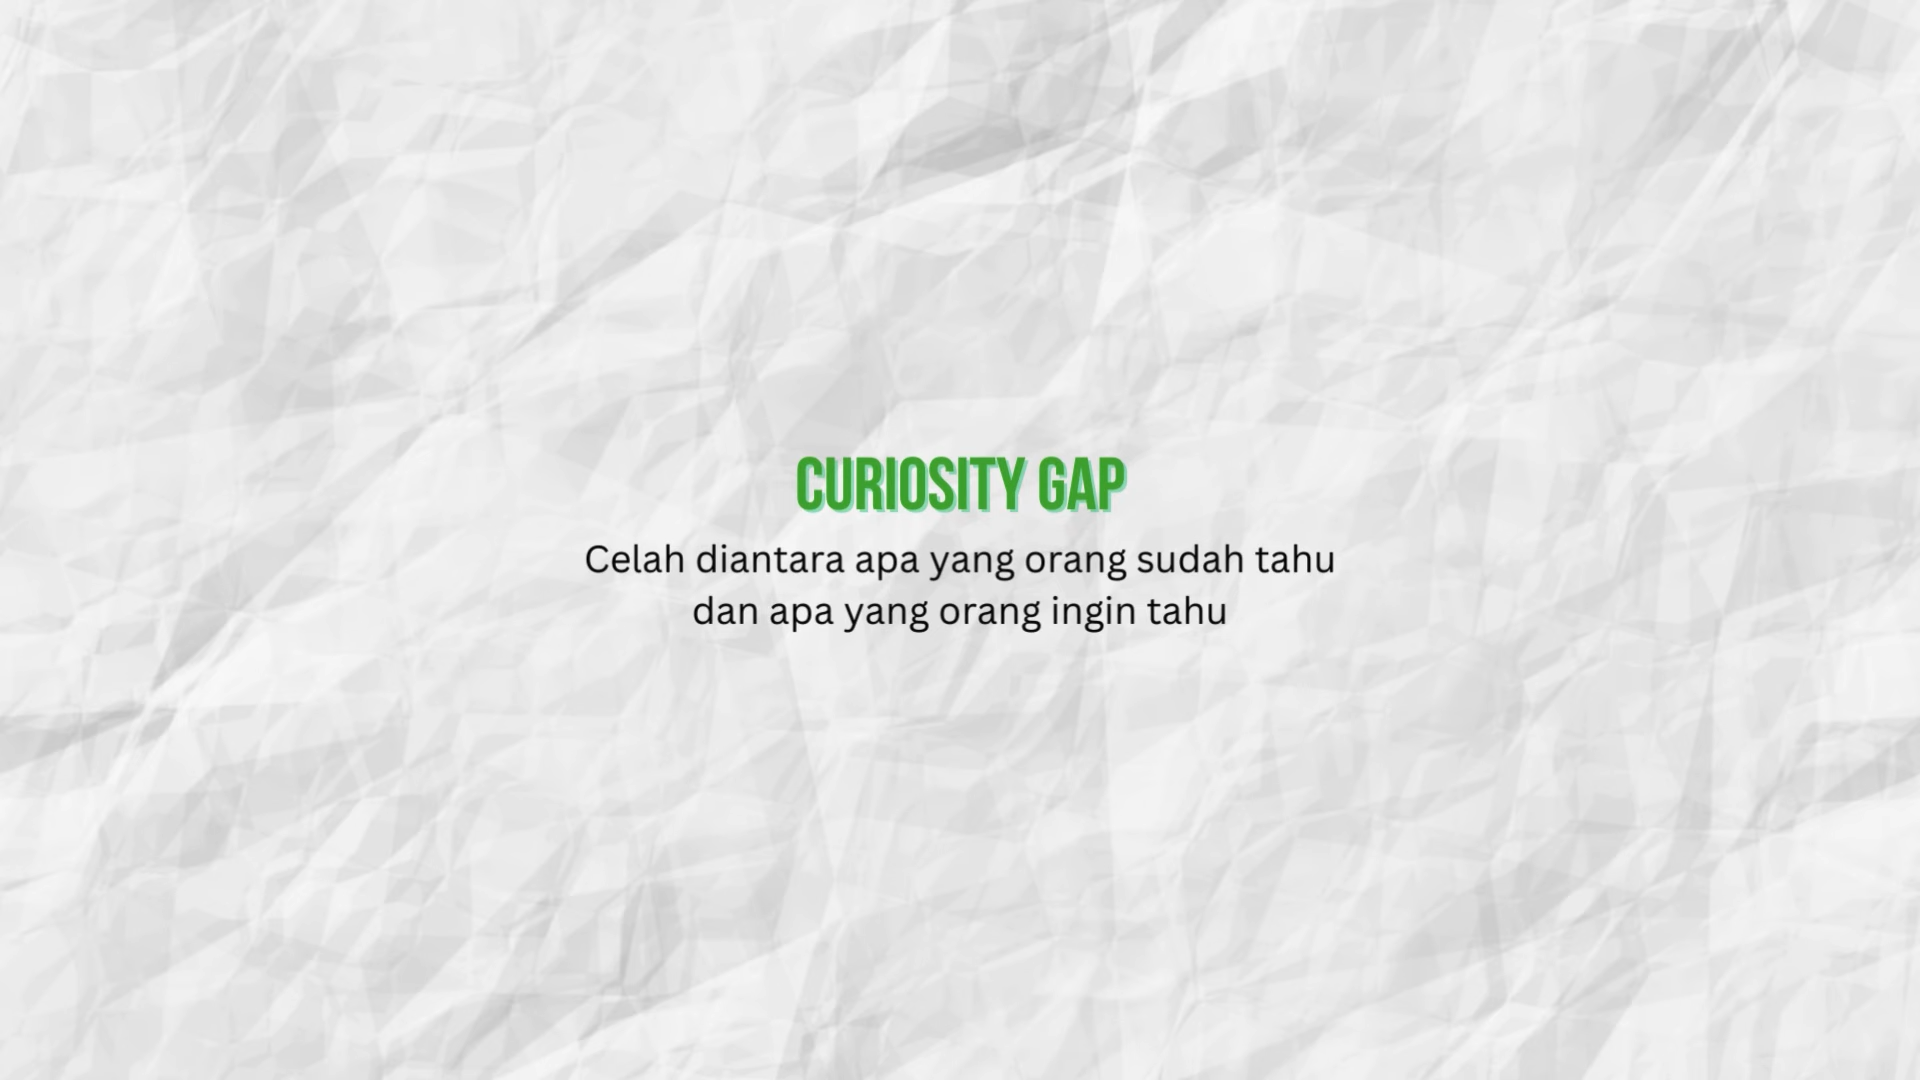 CURIOSITY GAP
Celah diantara apa yang orang sudah tahu
dan apa yang orang ingin tahu